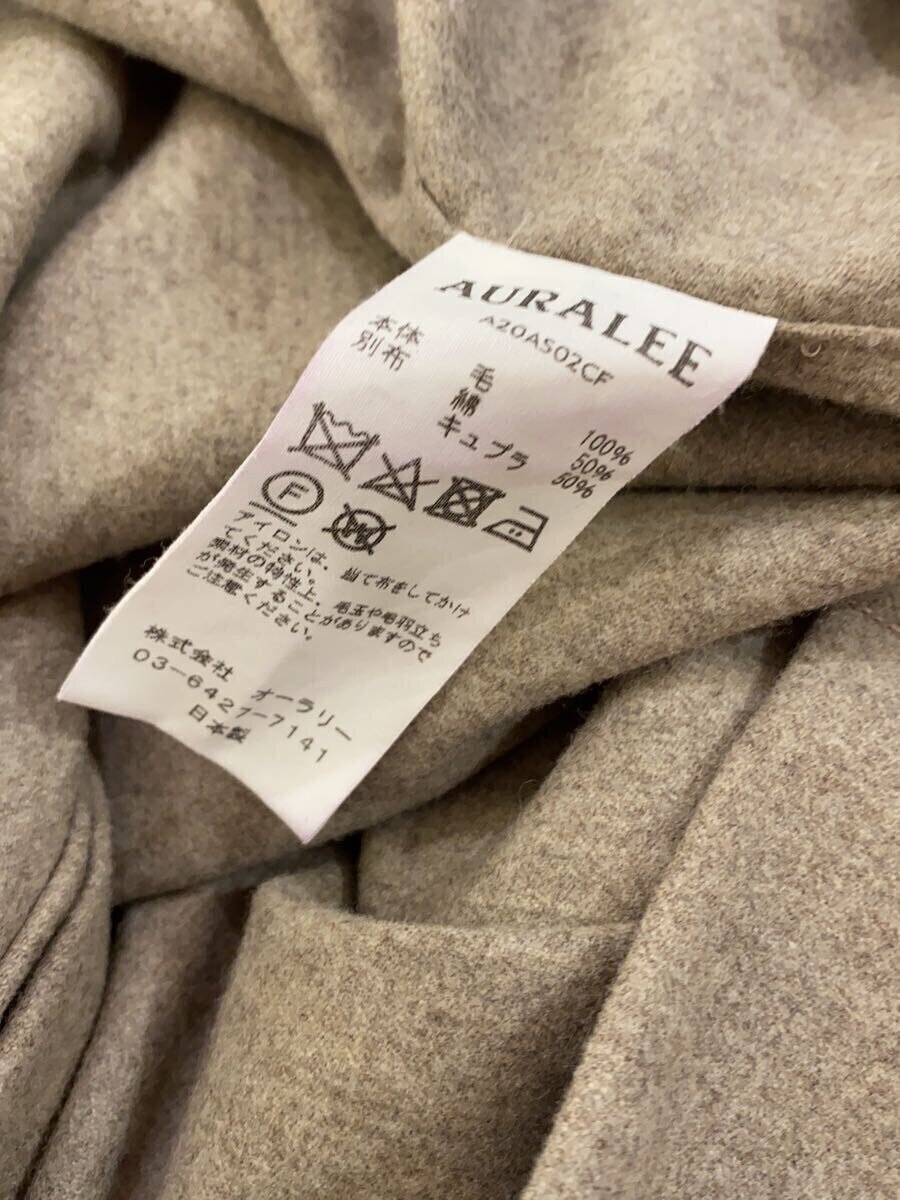 AURALEE
A20AS02CF
本体 毛 100%
別布 綿 50%
キュプラ 50%
F
アイロンは、当て布をしてかけ
てください。
素材の物性上、毛玉や毛羽立ち
が発生することがありますので
ご注意ください。
株式会社 オーラリー
03-6427-7141
日本製